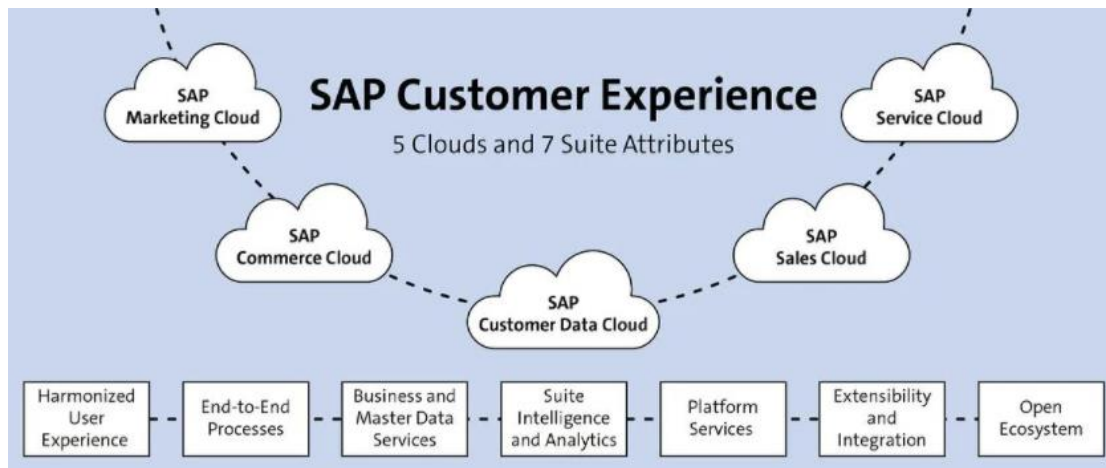 SAP Customer Experience
5 Clouds and 7 Suite Attributes
SAP
Marketing Cloud
SAP
Commerce Cloud
SAP
Customer Data Cloud
SAP
Sales Cloud
SAP
Service Cloud
Harmonized
User
Experience
End-to-End
Processes
Business and
Master Data
Services
Suite
Intelligence
and Analytics
Platform
Services
Extensibility
and
Integration
Open
Ecosystem